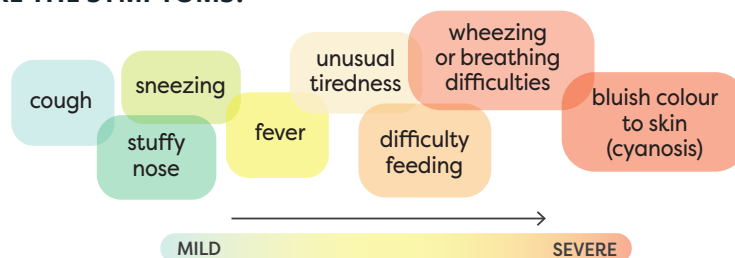 cough
sneezing
stuffy
nose
fever
unusual
tiredness
difficulty
feeding
wheezing
or breathing
difficulties
bluish colour
to skin
(cyanosis)
MILD
SEVERE